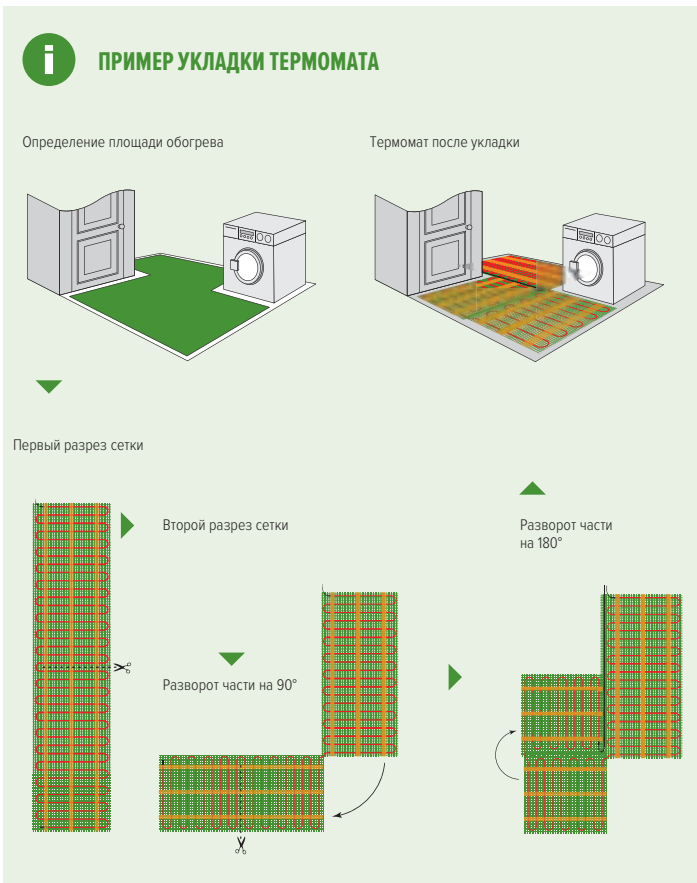 i
ПРИМЕР УКЛАДКИ ТЕРМОМАТА
Определение площади обогрева
Термомат после укладки
Первый разрез сетки
Второй разрез сетки
Разворот части
на 180°
Разворот части на 90°